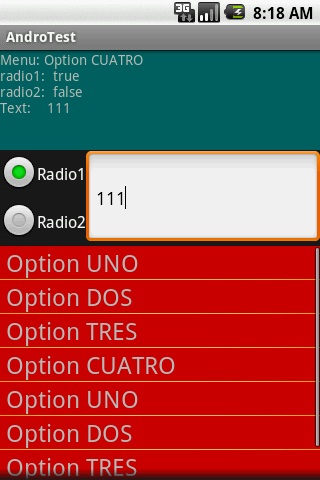 3G
8:18 AM
AndroTest
Menu: Option CUATRO
radio1: true
radio2: false
Text: 111
Radio1
111
Radio2
Option UNO
Option DOS
Option TRES
Option CUATRO
Option UNO
Option DOS
Option TRES